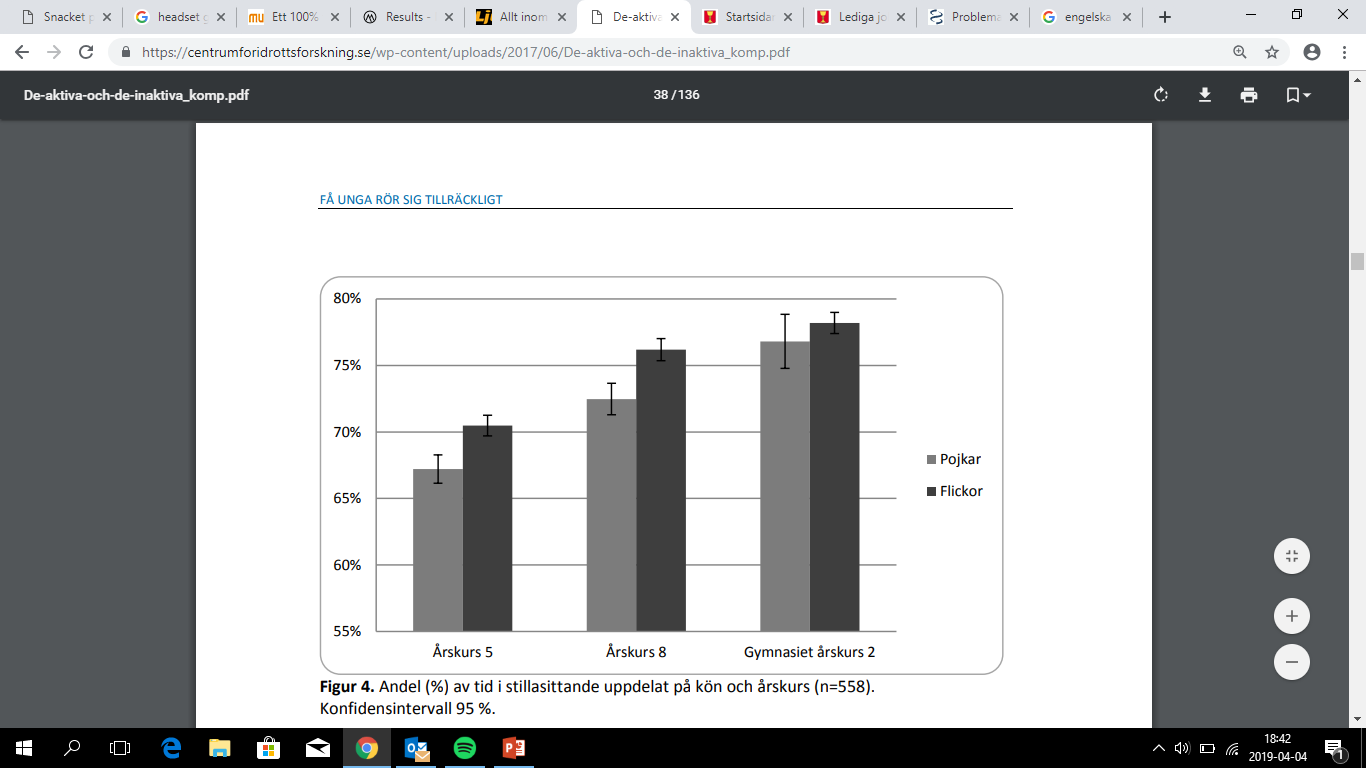 Snacket p
headset g
Ett 100%
Results -
Allt inom
De-aktiva
Startsidan
Lediga jo
Problema
engelska
https://centrumforidrottsforskning.se/wp-content/uploads/2017/06/De-aktiva-och-de-inaktiva_komp.pdf
De-aktiva-och-de-inaktiva_komp.pdf
38 / 136
FÅ UNGA RÖR SIG TILLRÄCKLIGT
80%
75%
70%
65%
60%
55%
Pojkar
Flickor
Årskurs 5
Årskurs 8
Gymnasiet årskurs 2
Figur 4. Andel (%) av tid i stillasittande uppdelat på kön och årskurs (n=558).
Konfidensintervall 95 %.
18:42
2019-04-04